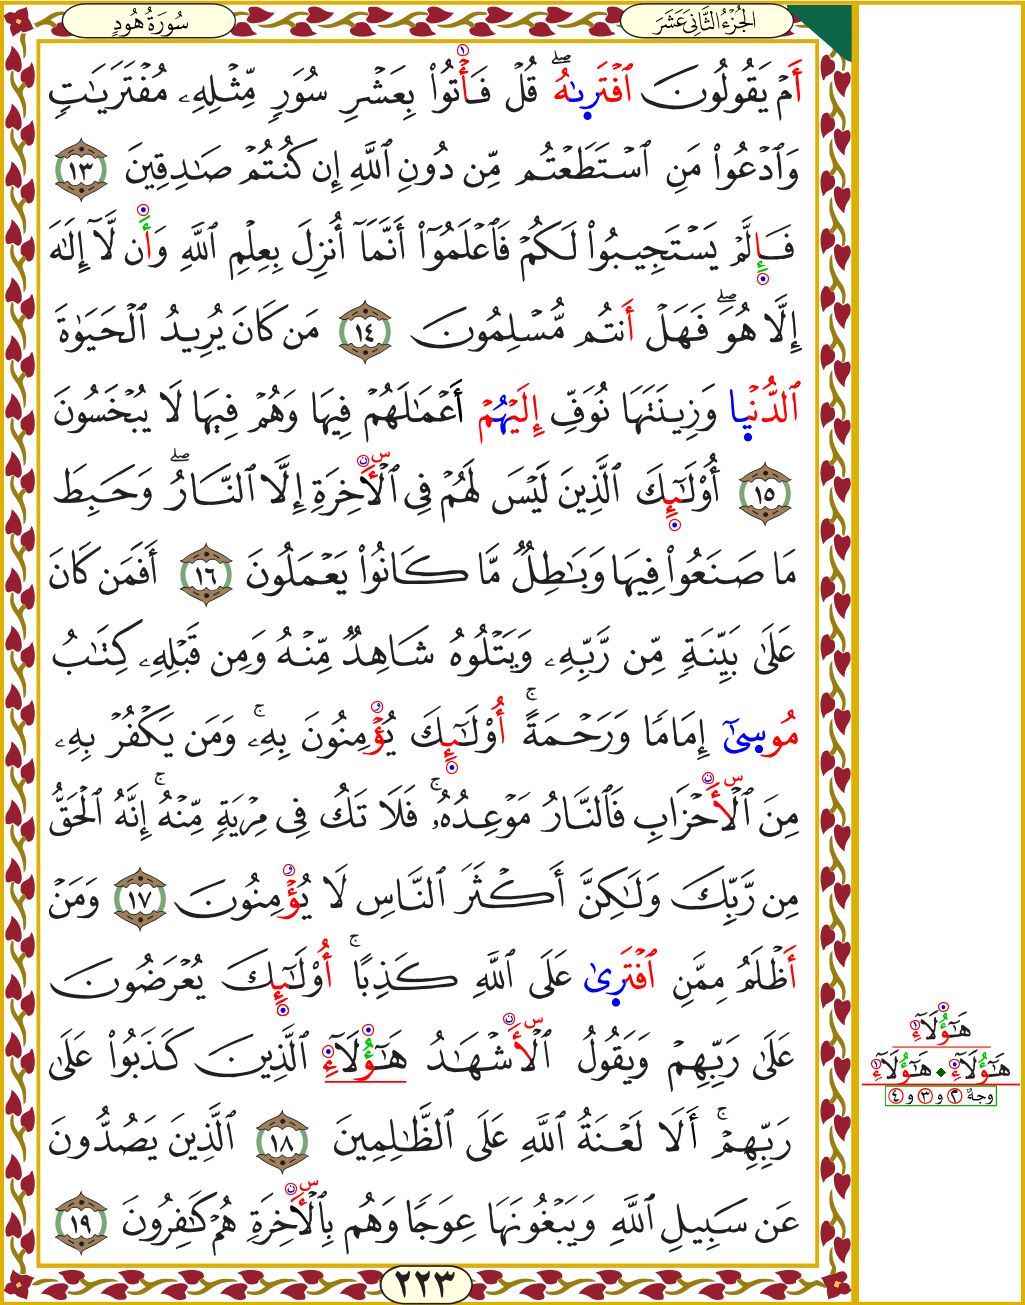 الجُزْءُ الثَّانِىَ عَشَرَ
سُورَةُ هُودٍ
أَمْ يَقُولُونَ ٱفْتَرَىٰهُ ۖ قُلْ فَأْتُوا۟ بِعَشْرِ سُوَرٍ مِّثْلِهِۦ مُفْتَرَيَـٰتٍ
وَٱدْعُوا۟ مَنِ ٱسْتَطَعْتُم مِّن دُونِ ٱللَّهِ إِن كُنتُمْ صَـٰدِقِينَ ١٣
فَإِلَّمْ يَسْتَجِيبُوا۟ لَكُمْ فَٱعْلَمُوٓا۟ أَنَّمَآ أُنزِلَ بِعِلْمِ ٱللَّهِ وَأَن لَّآ إِلَـٰهَ
إِلَّا هُوَ ۖ فَهَلْ أَنتُم مُّسْلِمُونَ ١٤ مَن كَانَ يُرِيدُ ٱلْحَيَوٰةَ
ٱلدُّنْيَا وَزِينَتَهَا نُوَفِّ إِلَيْهُمْ أَعْمَـٰلَهُمْ فِيهَا وَهُمْ فِيهَا لَا يُبْخَسُونَ
١٥ أُو۟لَـٰٓئِكَ ٱلَّذِينَ لَيْسَ لَهُمْ فِى ٱلْـَٔاخِرَةِ إِلَّا ٱلنَّارُ ۖ وَحَبِطَ
مَا صَنَعُوا۟ فِيهَا وَبَـٰطِلٌ مَّا كَانُوا۟ يَعْمَلُونَ ١٦ أَفَمَن كَانَ
عَلَىٰ بَيِّنَةٍ مِّن رَّبِّهِۦ وَيَتْلُوهُ شَاهِدٌ مِّنْهُ وَمِن قَبْلِهِۦ كِتَـٰبُ
مُوسَىٰٓ إِمَامًا وَرَحْمَةً ۚ أُو۟لَـٰٓئِكَ يُؤْمِنُونَ بِهِۦ ۚ وَمَن يَكْفُرْ بِهِۦ
مِنَ ٱلْأَحْزَابِ فَٱلنَّارُ مَوْعِدُهُۥ ۚ فَلَا تَكُ فِى مِرْيَةٍ مِّنْهُ ۚ إِنَّهُ ٱلْحَقُّ
مِن رَّبِّكَ وَلَـٰكِنَّ أَكْثَرَ ٱلنَّاسِ لَا يُؤْمِنُونَ ١٧ وَمَنْ
أَظْلَمُ مِمَّنِ ٱفْتَرَىٰ عَلَى ٱللَّهِ كَذِبًا ۚ أُو۟لَـٰٓئِكَ يُعْرَضُونَ
عَلَىٰ رَبِّهِمْ وَيَقُولُ ٱلْأَشْهَـٰدُ هَـٰٓؤُلَآءِ ٱلَّذِينَ كَذَبُوا۟ عَلَىٰ
رَبِّهِمْ ۚ أَلَا لَعْنَةُ ٱللَّهِ عَلَى ٱلظَّـٰلِمِينَ ١٨ ٱلَّذِينَ يَصُدُّونَ
عَن سَبِيلِ ٱللَّهِ وَيَبْغُونَهَا عِوَجًا وَهُم بِٱلْـَٔاخِرَةِ هُمْ كَـٰفِرُونَ ١٩
٢٢٣
هَـٰٓؤُلَآءِ
هَـٰٓؤُلَآءِ هَـٰٓؤُلَآءِ
وجهٌ ٢ و ٣ و ٤